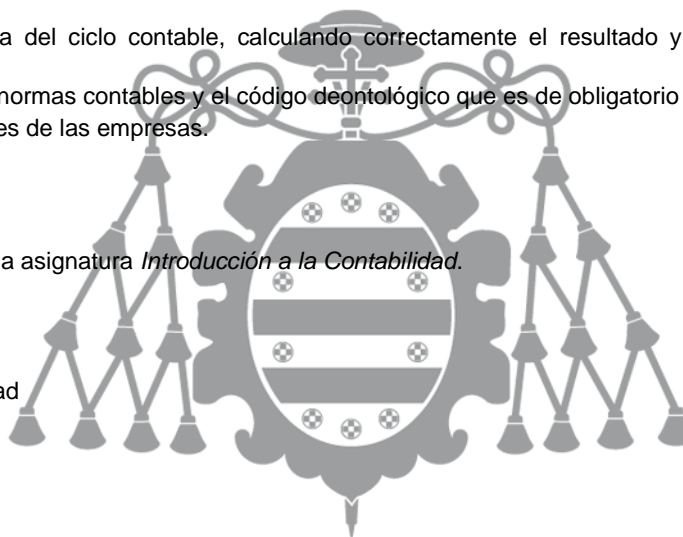 a del ciclo contable, calculando correctamente el resultado y
normas contables y el código deontológico que es de obligatorio
es de las empresas.
a asignatura Introducción a la Contabilidad.
ad